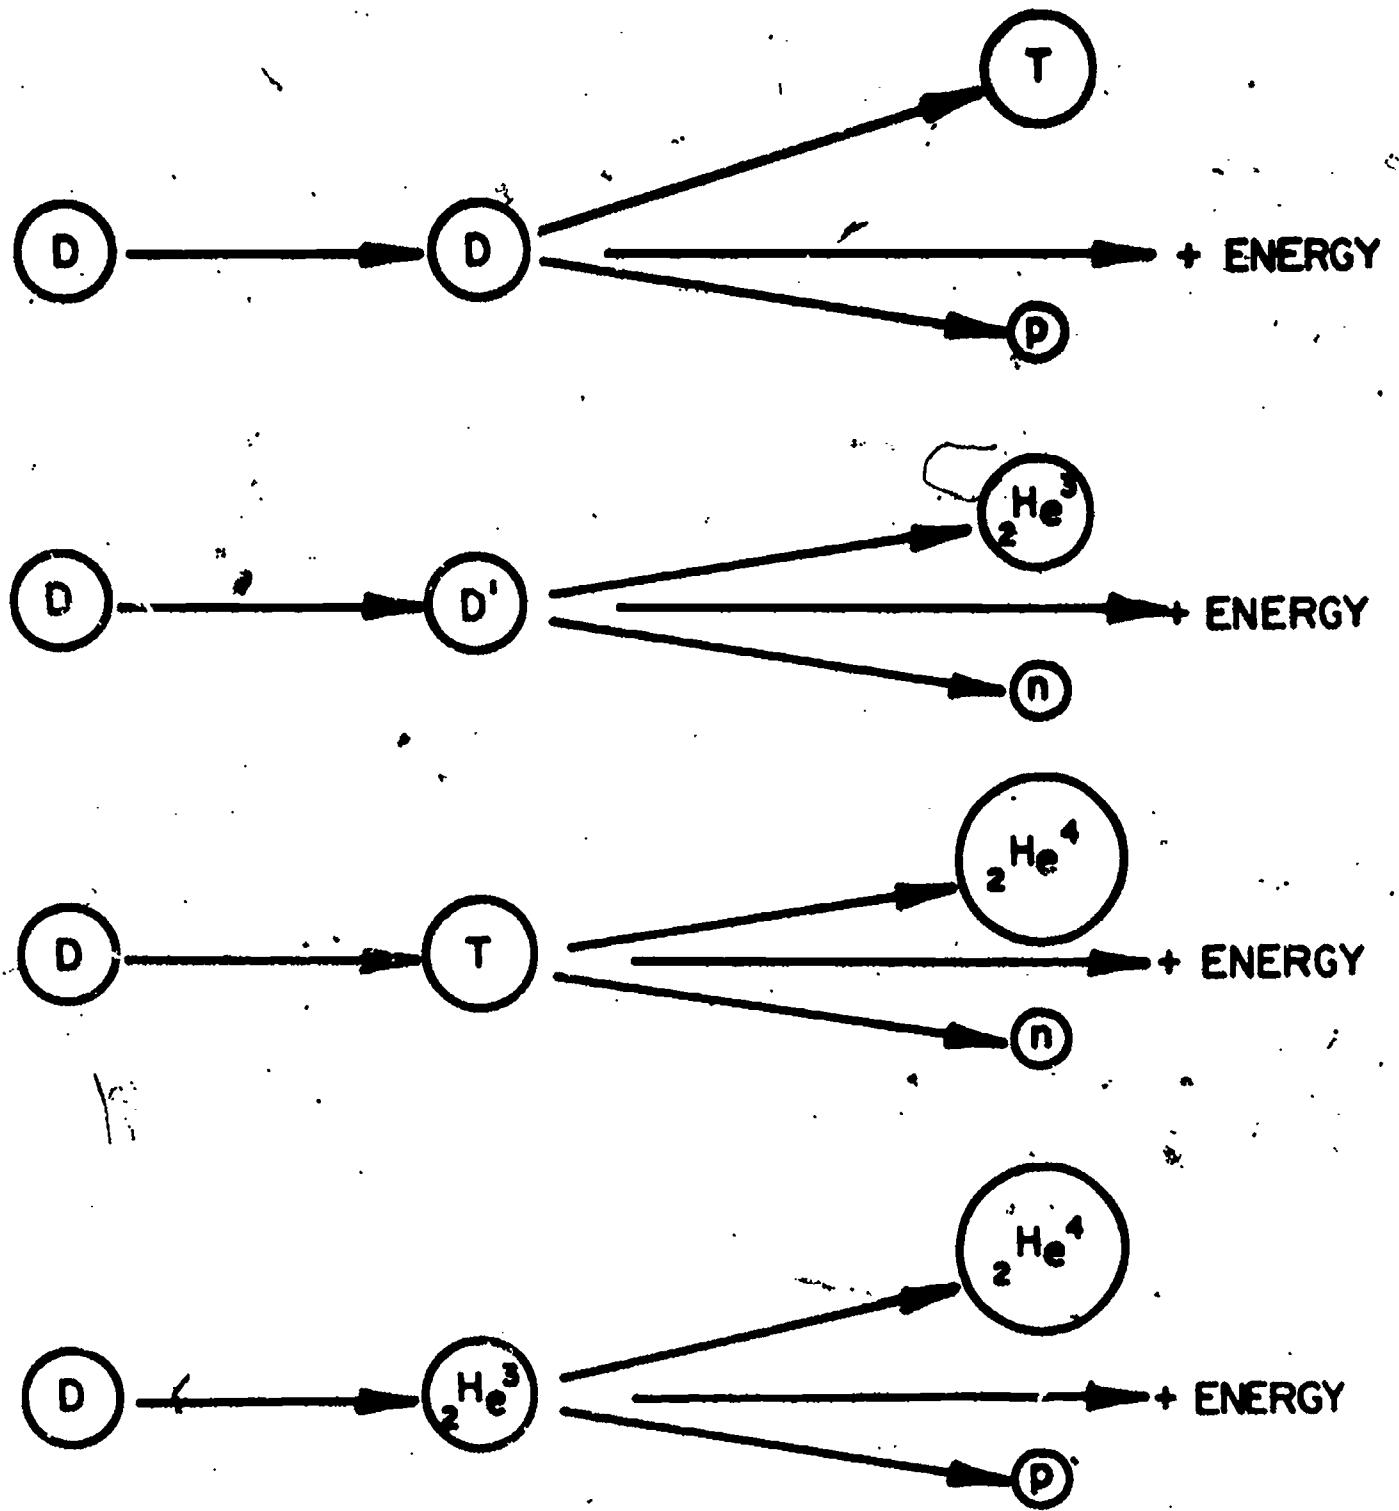 T
D D + ENERGY
p
₂He³
D D' + ENERGY
n
₂He⁴
D T + ENERGY
n
₂He⁴
D ₂He³ + ENERGY
p